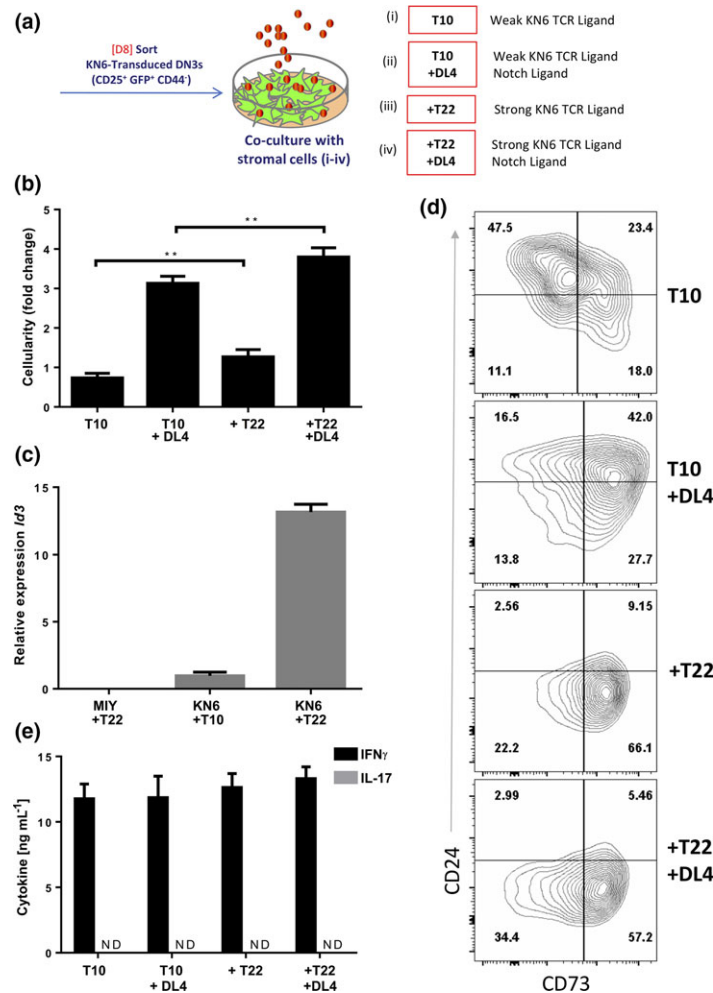 (a)
[D8] Sort
KN6-Transduced DN3s
(CD25⁺ GFP⁺ CD44⁻)
Co-culture with
stromal cells (i-iv)
(i) T10 Weak KN6 TCR Ligand
(ii) T10 +DL4 Weak KN6 TCR Ligand
Notch Ligand
(iii) +T22 Strong KN6 TCR Ligand
(iv) +T22 +DL4 Strong KN6 TCR Ligand
Notch Ligand
(b)
Cellularity (fold change)
5
4
3
2
1
0
**
**
T10
T10 + DL4
+ T22
+T22 +DL4
(c)
Relative expression Id3
15
10
5
0
MIY +T22
KN6 +T10
KN6 +T22
(d)
47.5 23.4
11.1 18.0
T10
16.5 42.0
13.8 27.7
T10
+DL4
2.56 9.15
22.2 66.1
+T22
2.99 5.46
34.4 57.2
+T22
+DL4
CD24
CD73
(e)
IFNγ
IL-17
Cytokine [ng mL⁻¹]
15
10
5
0
ND ND ND ND
T10
T10 + DL4
+ T22
+T22 +DL4